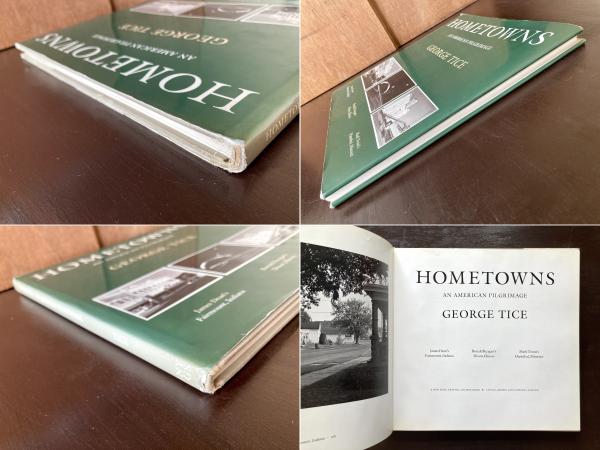 HOMETOWNS
AN AMERICAN PILGRIMAGE
GEORGE TICE
HOMETOWNS
HOMETOWNS
AN AMERICAN PILGRIMAGE
GEORGE TICE
HOMETOWNS
GEORGE TICE
James Dean's
Fairmount, Indiana
HOMETOWNS
AN AMERICAN PILGRIMAGE
GEORGE TICE
James Dean's
Fairmount, Indiana
Ronald Reagan's
Dixon, Illinois
Mark Twain's
Hannibal, Missouri